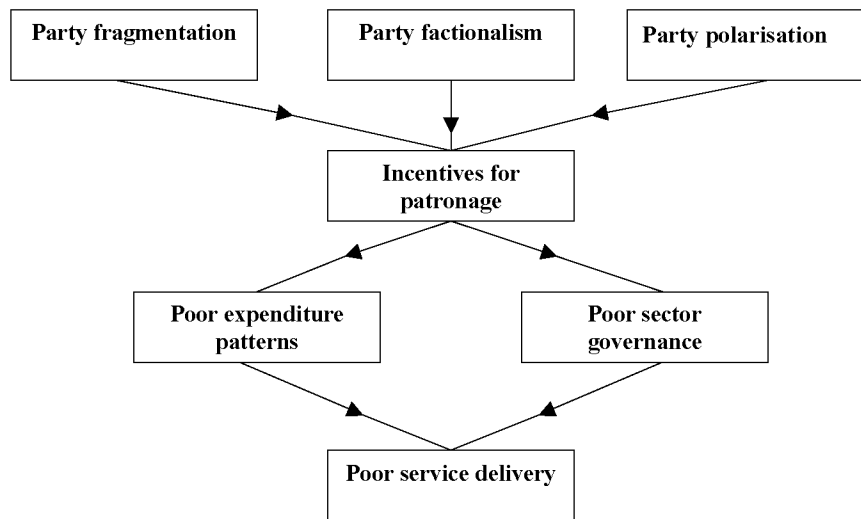 Party fragmentation
Party factionalism
Party polarisation
Incentives for
patronage
Poor expenditure
patterns
Poor sector
governance
Poor service delivery